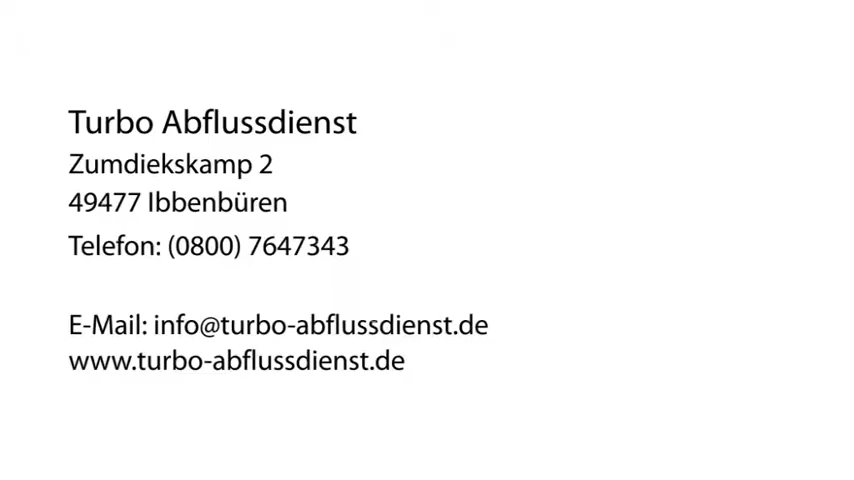 Turbo Abflussdienst
Zumdiekskamp 2
49477 Ibbenbüren
Telefon: (0800) 7647343
E-Mail: info@turbo-abflussdienst.de
www.turbo-abflussdienst.de